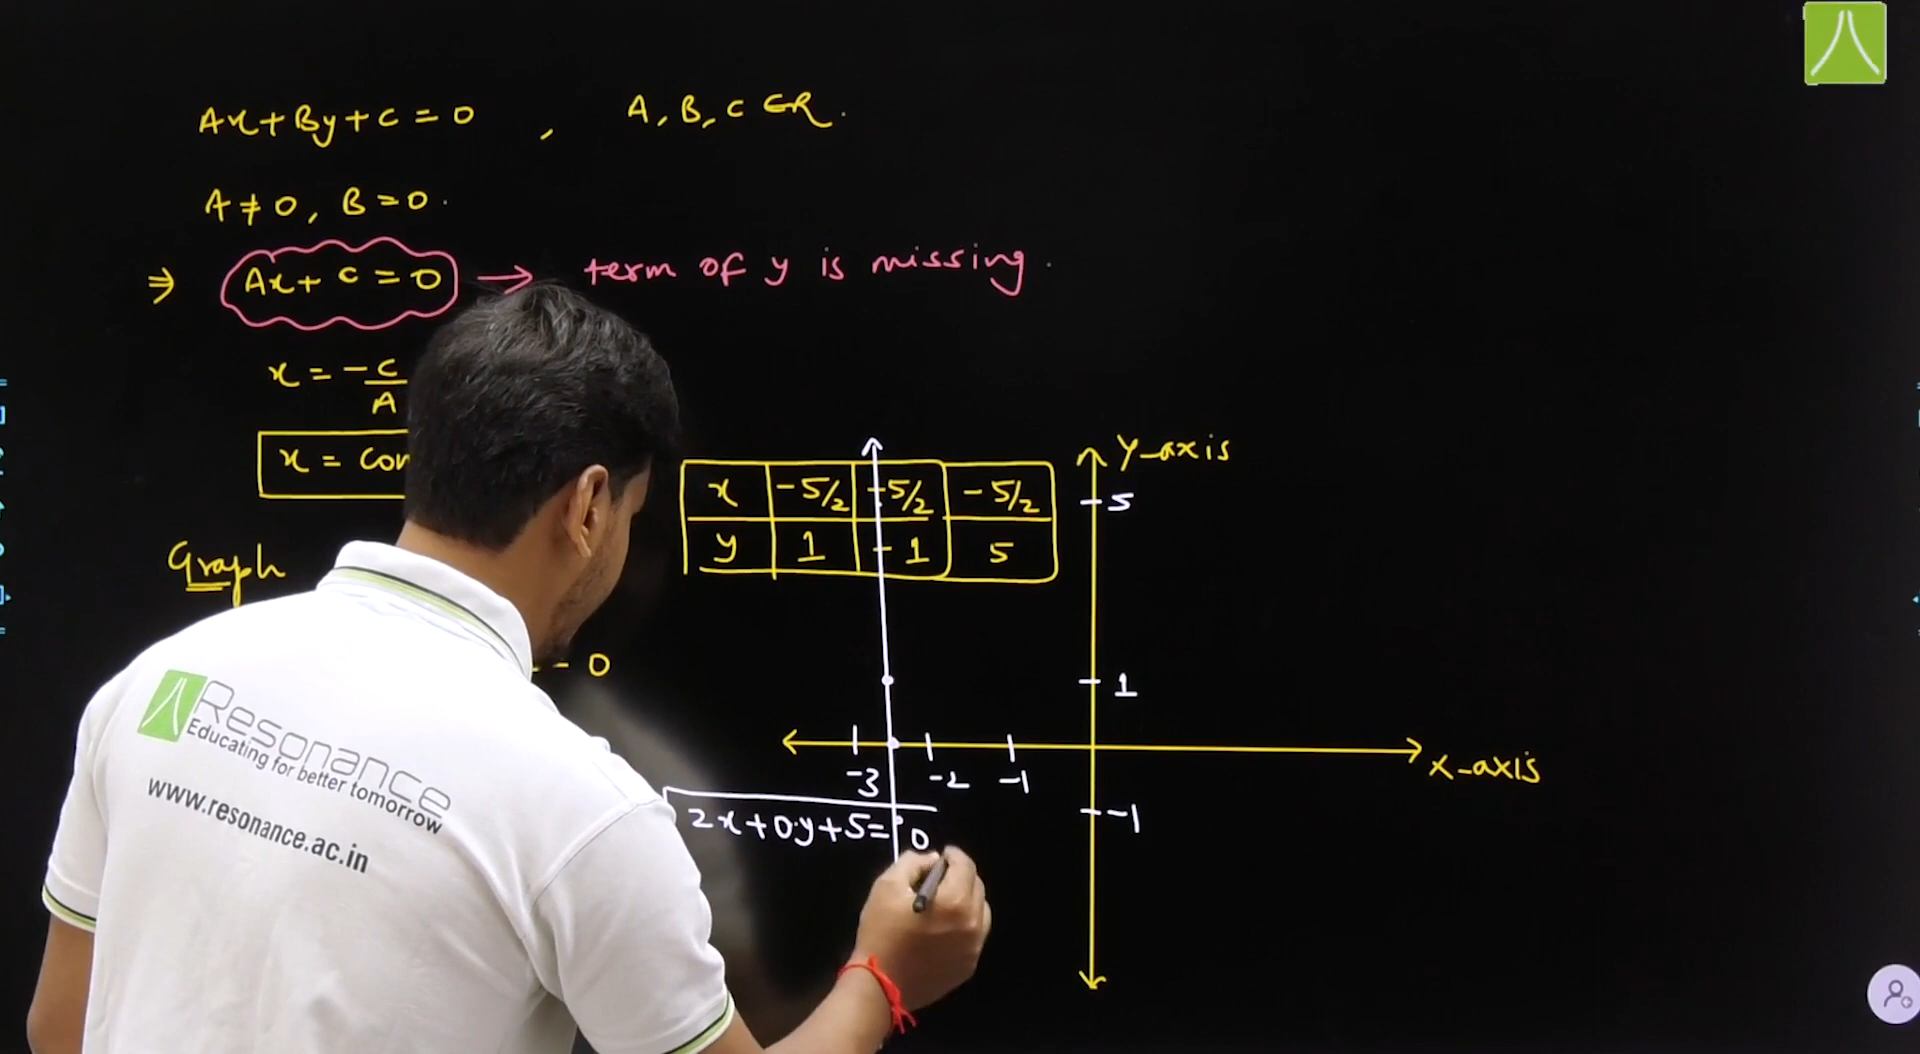 Ax+By+C=0 , A, B, C ∈R.
A≠0, B=0.
⇒ Ax+C=0 → term of y is missing.
x=-C/A
x =
Y-axis
x -5/2 -5/2 -5/2
y 1 -1 5
5
Graph
- 0
1
-3 -2 -1
X-axis
2x+0.y+5=0
-1
Resonance
Educating for better tomorrow
www.resonance.ac.in